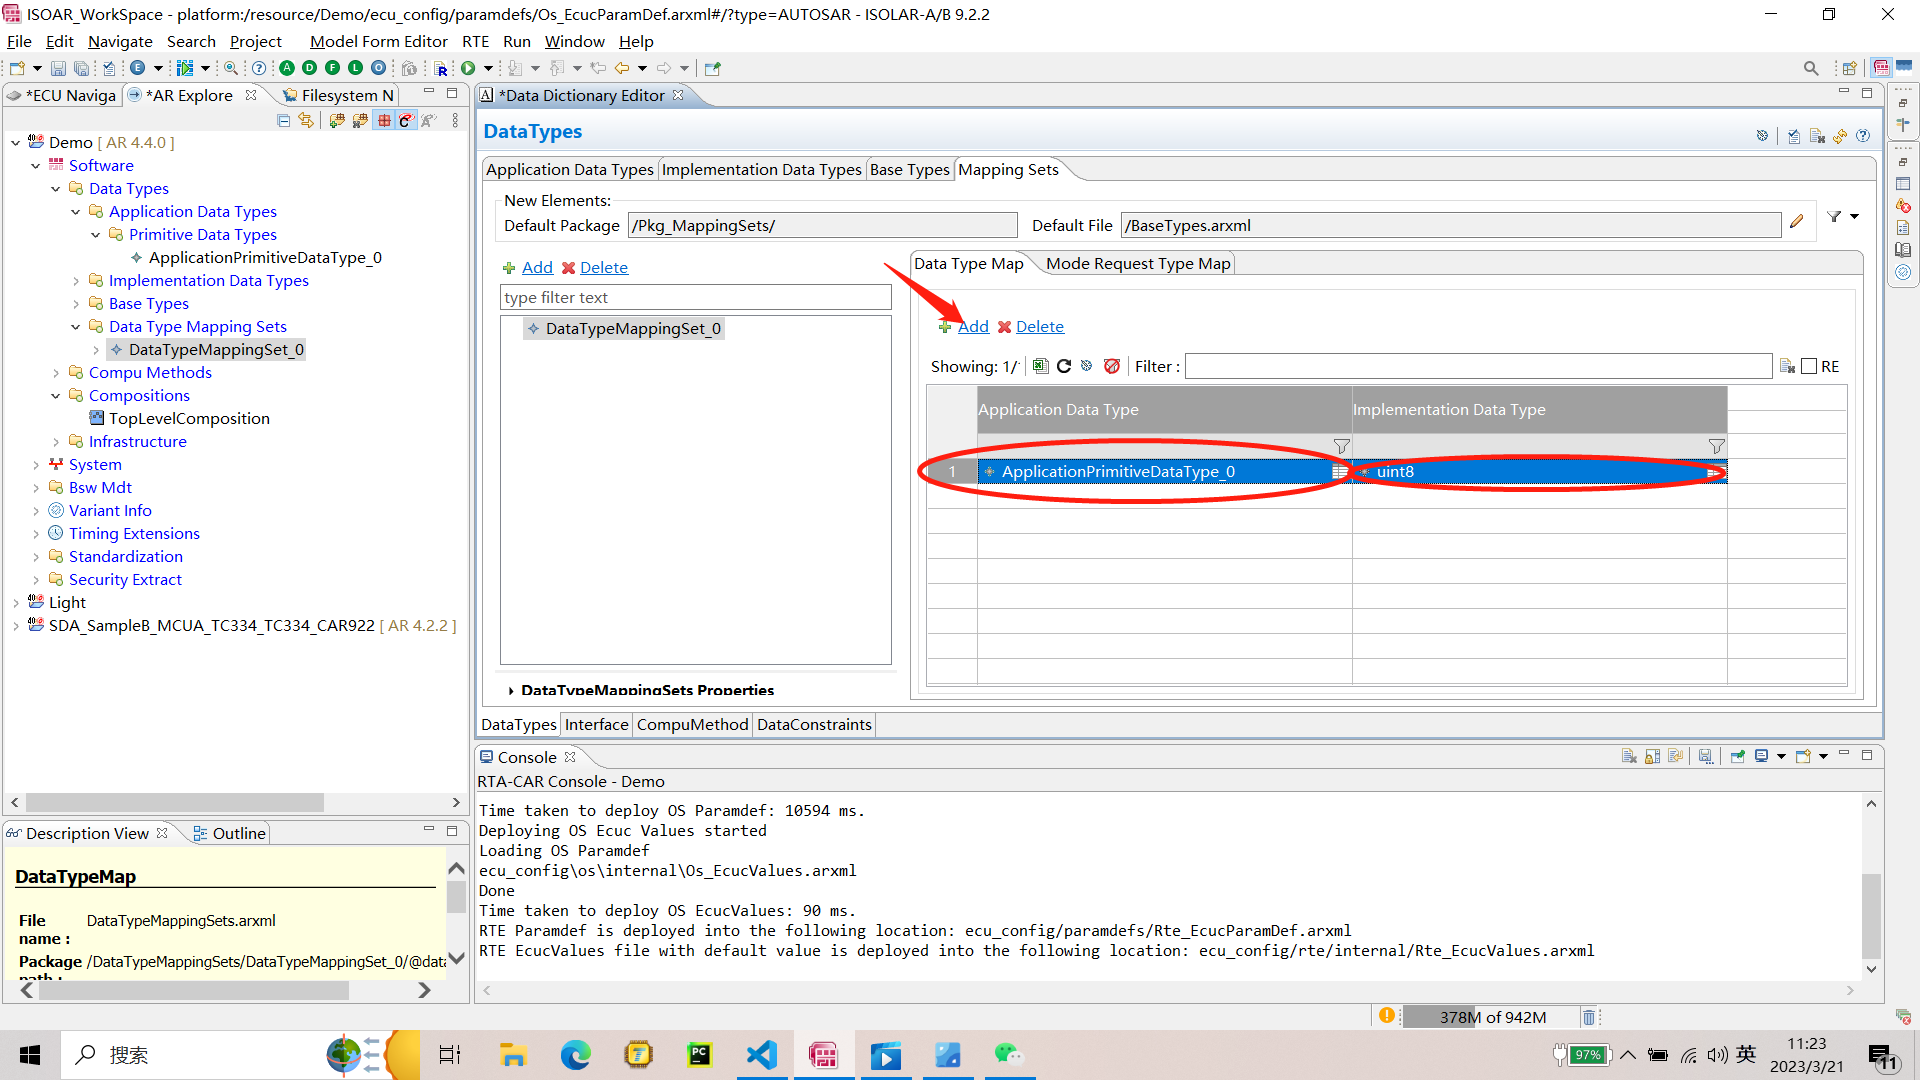 ISOAR_WorkSpace - platform:/resource/Demo/ecu_config/paramdefs/Os_EcucParamDef.arxml#/?type=AUTOSAR - ISOLAR-A/B 9.2.2
File Edit Navigate Search Project Model Form Editor RTE Run Window Help
*ECU Naviga *AR Explore Filesystem N
Demo [ AR 4.4.0 ]
Software
Data Types
Application Data Types
Primitive Data Types
ApplicationPrimitiveDataType_0
Implementation Data Types
Base Types
Data Type Mapping Sets
DataTypeMappingSet_0
Compu Methods
Compositions
TopLevelComposition
Infrastructure
System
Bsw Mdt
Variant Info
Timing Extensions
Standardization
Security Extract
Light
SDA_SampleB_MCUA_TC334_TC334_CAR922 [ AR 4.2.2 ]
Description View Outline
DataTypeMap
File name : DataTypeMappingSets.arxml
Package /DataTypeMappingSets/DataTypeMappingSet_0/@data
path :
*Data Dictionary Editor
DataTypes
Application Data Types Implementation Data Types Base Types Mapping Sets
New Elements:
Default Package /Pkg_MappingSets/ Default File /BaseTypes.arxml
Add Delete
type filter text
DataTypeMappingSet_0
DataTypeMappingSets Properties
Data Type Map Mode Request Type Map
Add Delete
Showing: 1/ Filter : RE
Application Data Type Implementation Data Type
1 ApplicationPrimitiveDataType_0 uint8
DataTypes Interface CompuMethod DataConstraints
Console
RTA-CAR Console - Demo
Time taken to deploy OS Paramdef: 10594 ms.
Deploying OS Ecuc Values started
Loading OS Paramdef
ecu_config\os\internal\Os_EcucValues.arxml
Done
Time taken to deploy OS EcucValues: 90 ms.
RTE Paramdef is deployed into the following location: ecu_config/paramdefs/Rte_EcucParamDef.arxml
RTE EcucValues file with default value is deployed into the following location: ecu_config/rte/internal/Rte_EcucValues.arxml
378M of 942M
搜索
97%
英
11:23
2023/3/21
11